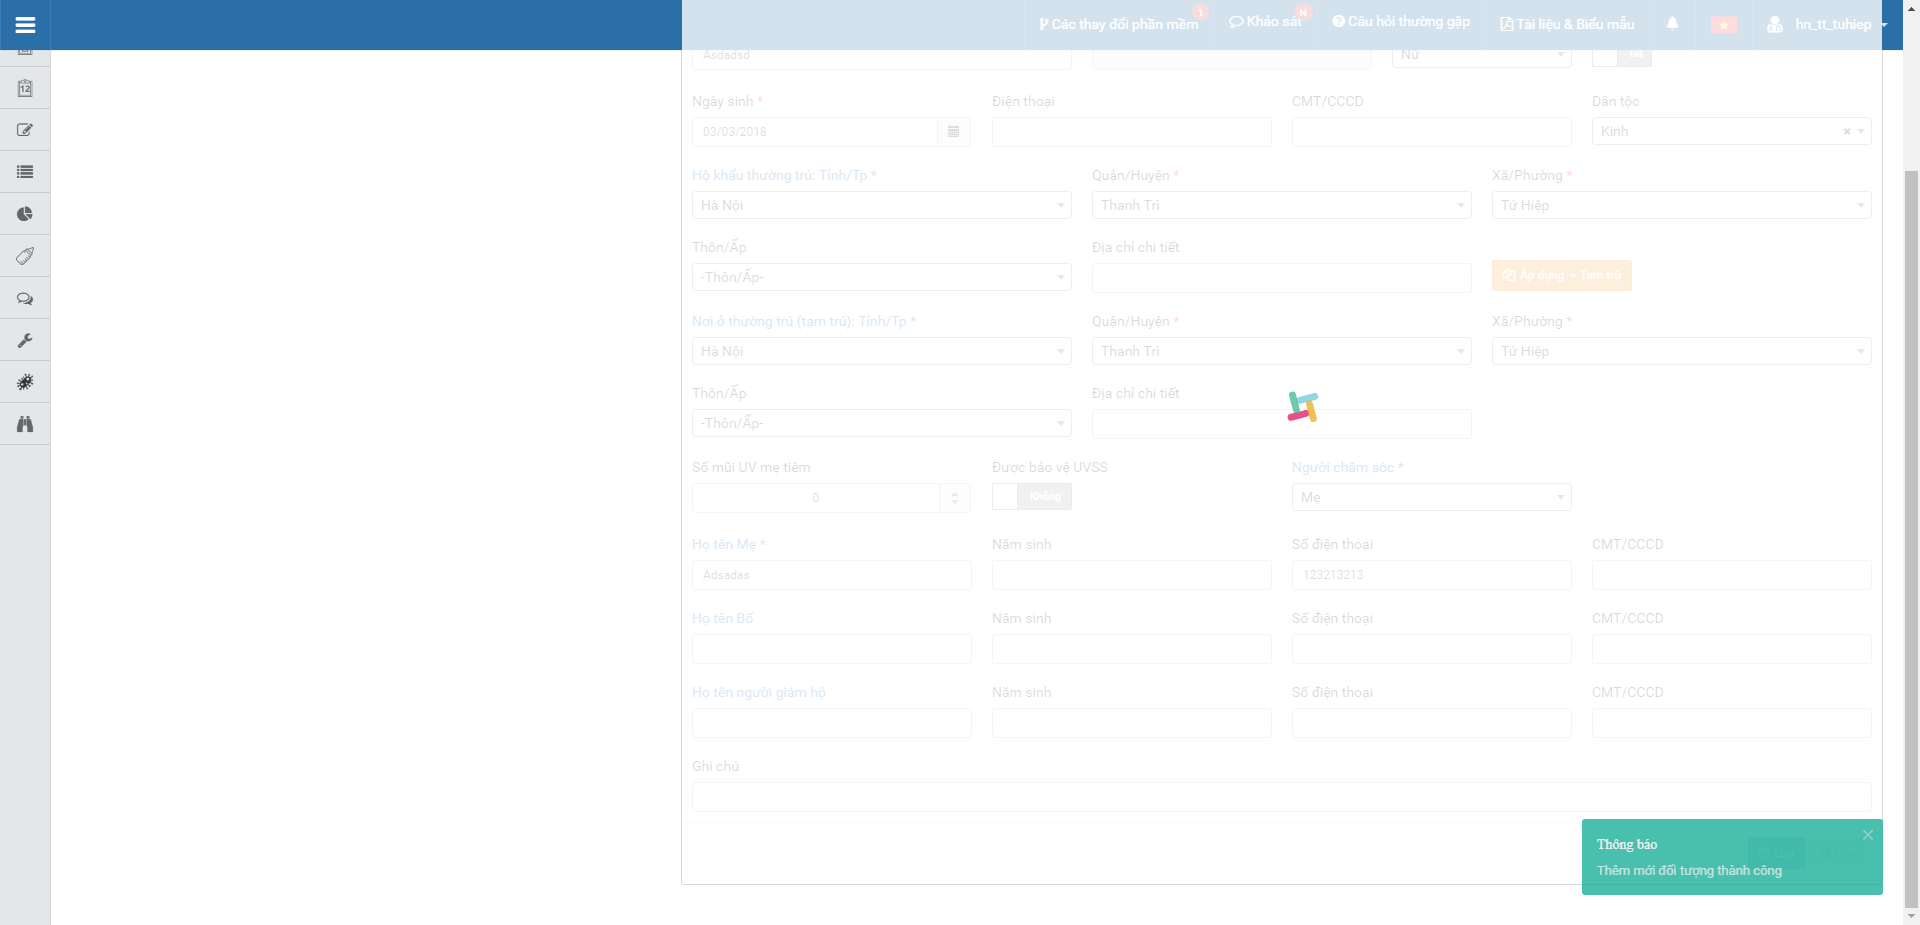 Các thay đổi phần mềm 1
Khảo sát N
Câu hỏi thường gặp
Tài liệu & Biểu mẫu
hn_tt_tuhiep
Asdadsd
Nữ
Tắt
Ngày sinh *
Điện thoại
CMT/CCCD
Dân tộc
03/03/2018
Kinh ×
Hộ khẩu thường trú: Tỉnh/Tp *
Quận/Huyện *
Xã/Phường *
Hà Nội
Thanh Trì
Tứ Hiệp
Thôn/Ấp
Địa chỉ chi tiết
-Thôn/Ấp-
Áp dụng -> Tạm trú
Nơi ở thường trú (tạm trú): Tỉnh/Tp *
Quận/Huyện *
Xã/Phường *
Hà Nội
Thanh Trì
Tứ Hiệp
Thôn/Ấp
Địa chỉ chi tiết
-Thôn/Ấp-
Số mũi UV mẹ tiêm
Được bảo vệ UVSS
Người chăm sóc *
0
Không
Mẹ
Họ tên Mẹ *
Năm sinh
Số điện thoại
CMT/CCCD
Adsadas
123213213
Họ tên Bố
Năm sinh
Số điện thoại
CMT/CCCD
Họ tên người giám hộ
Năm sinh
Số điện thoại
CMT/CCCD
Ghi chú
Thông báo
Thêm mới đối tượng thành công